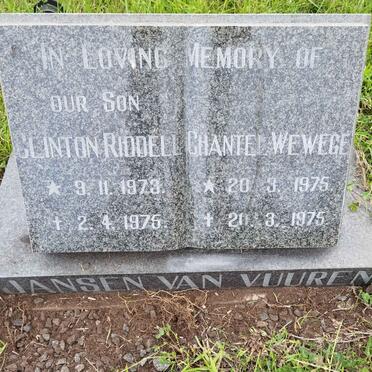 IN LOVING MEMORY OF
OUR SON
CLINTON RIDDELL CHANTEL WEWEGE
★ 9.11.1973. ★ 20.3.1975.
† 2.4.1975. † 20.3.1975
JANSEN VAN VUUREN